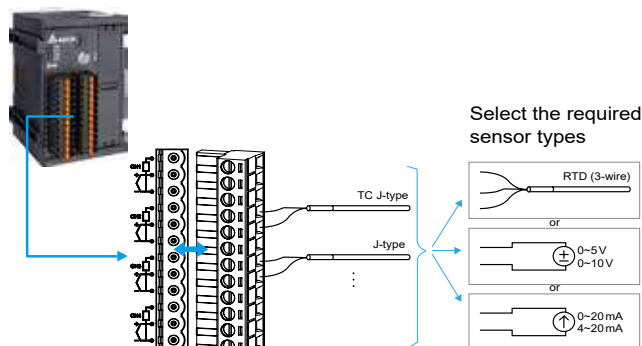 Select the required
sensor types
TC J-type
J-type
RTD (3-wire)
or
0~5V
0~10V
or
0~20mA
4~20mA